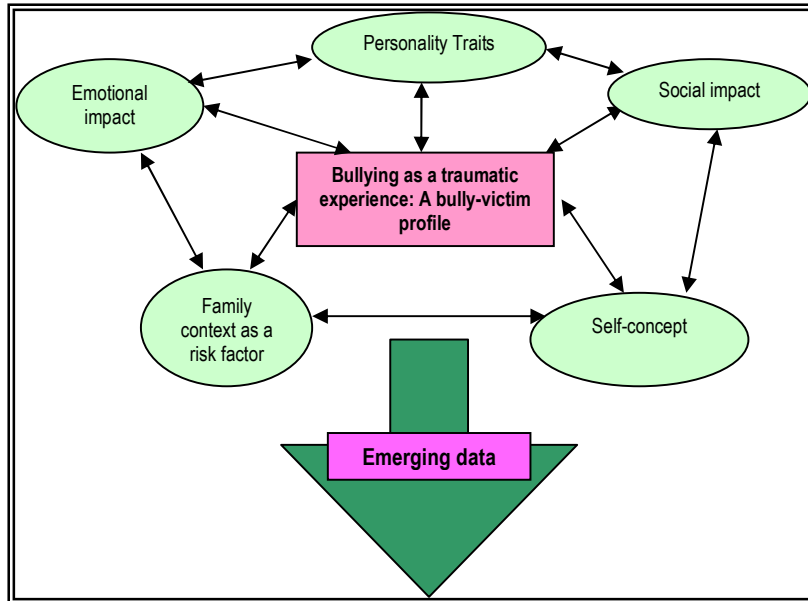 Personality Traits
Emotional
impact
Social impact
Bullying as a traumatic
experience: A bully-victim
profile
Family
context as a
risk factor
Self-concept
Emerging data